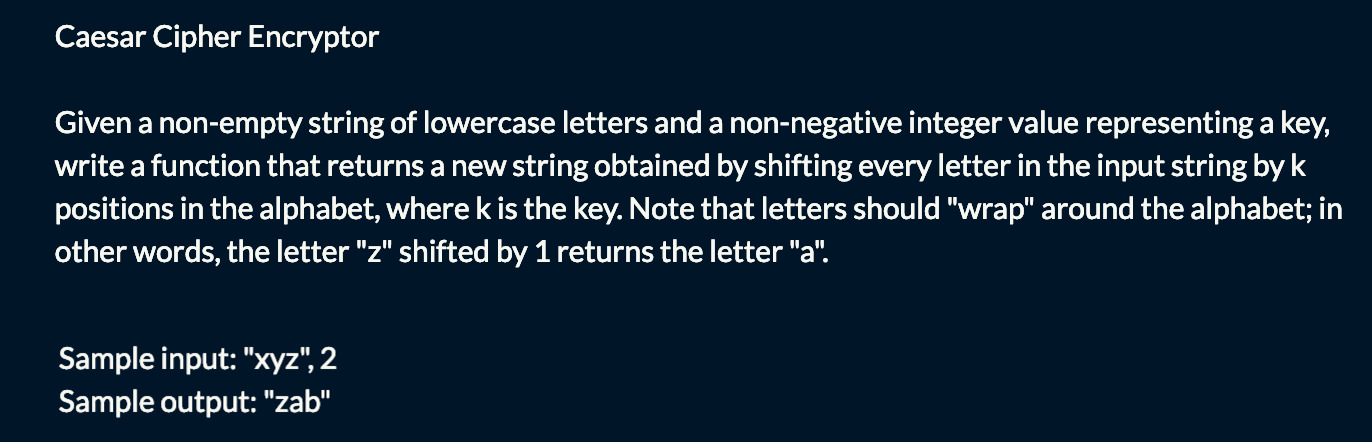 Caesar Cipher Encryptor
Given a non-empty string of lowercase letters and a non-negative integer value representing a key,
write a function that returns a new string obtained by shifting every letter in the input string by k
positions in the alphabet, where k is the key. Note that letters should "wrap" around the alphabet; in
other words, the letter "z" shifted by 1 returns the letter "a".
Sample input: "xyz", 2
Sample output: "zab"